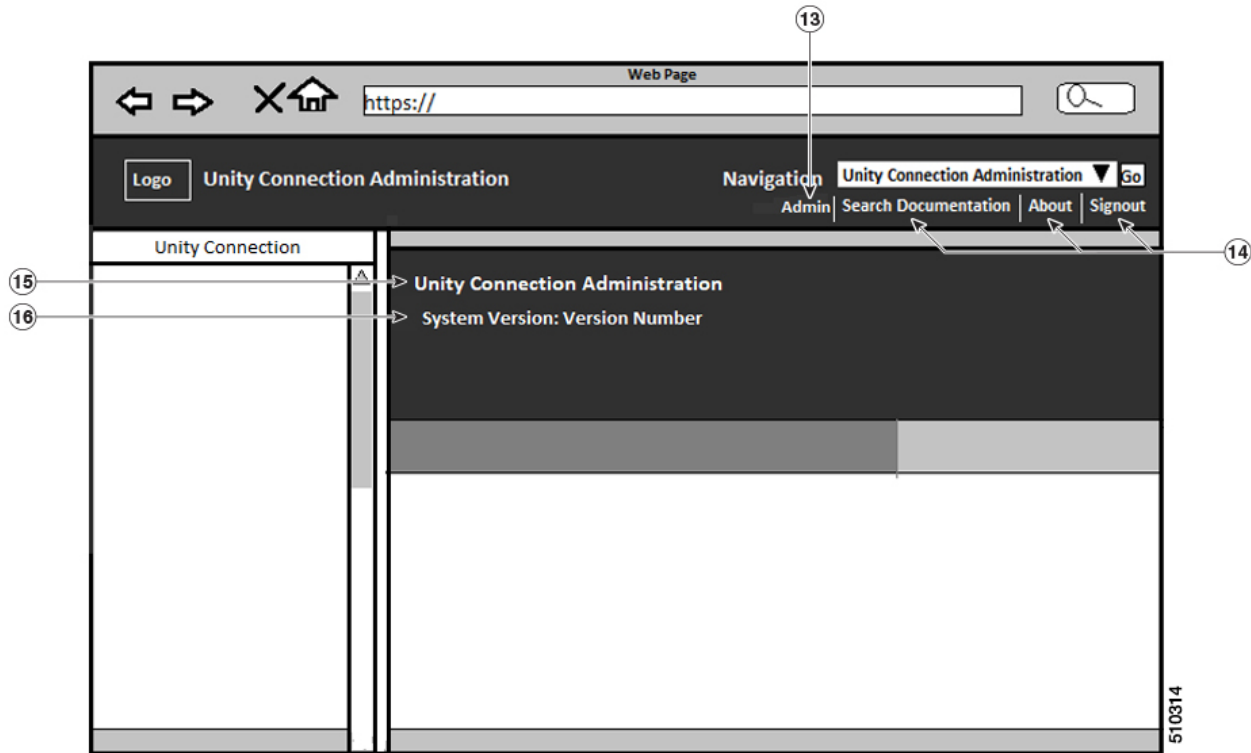 13
Web Page
https://
Logo
Unity Connection Administration
Navigation
Unity Connection Administration
Go
Admin
Search Documentation
About
Signout
14
Unity Connection
15
Unity Connection Administration
16
System Version: Version Number
510314